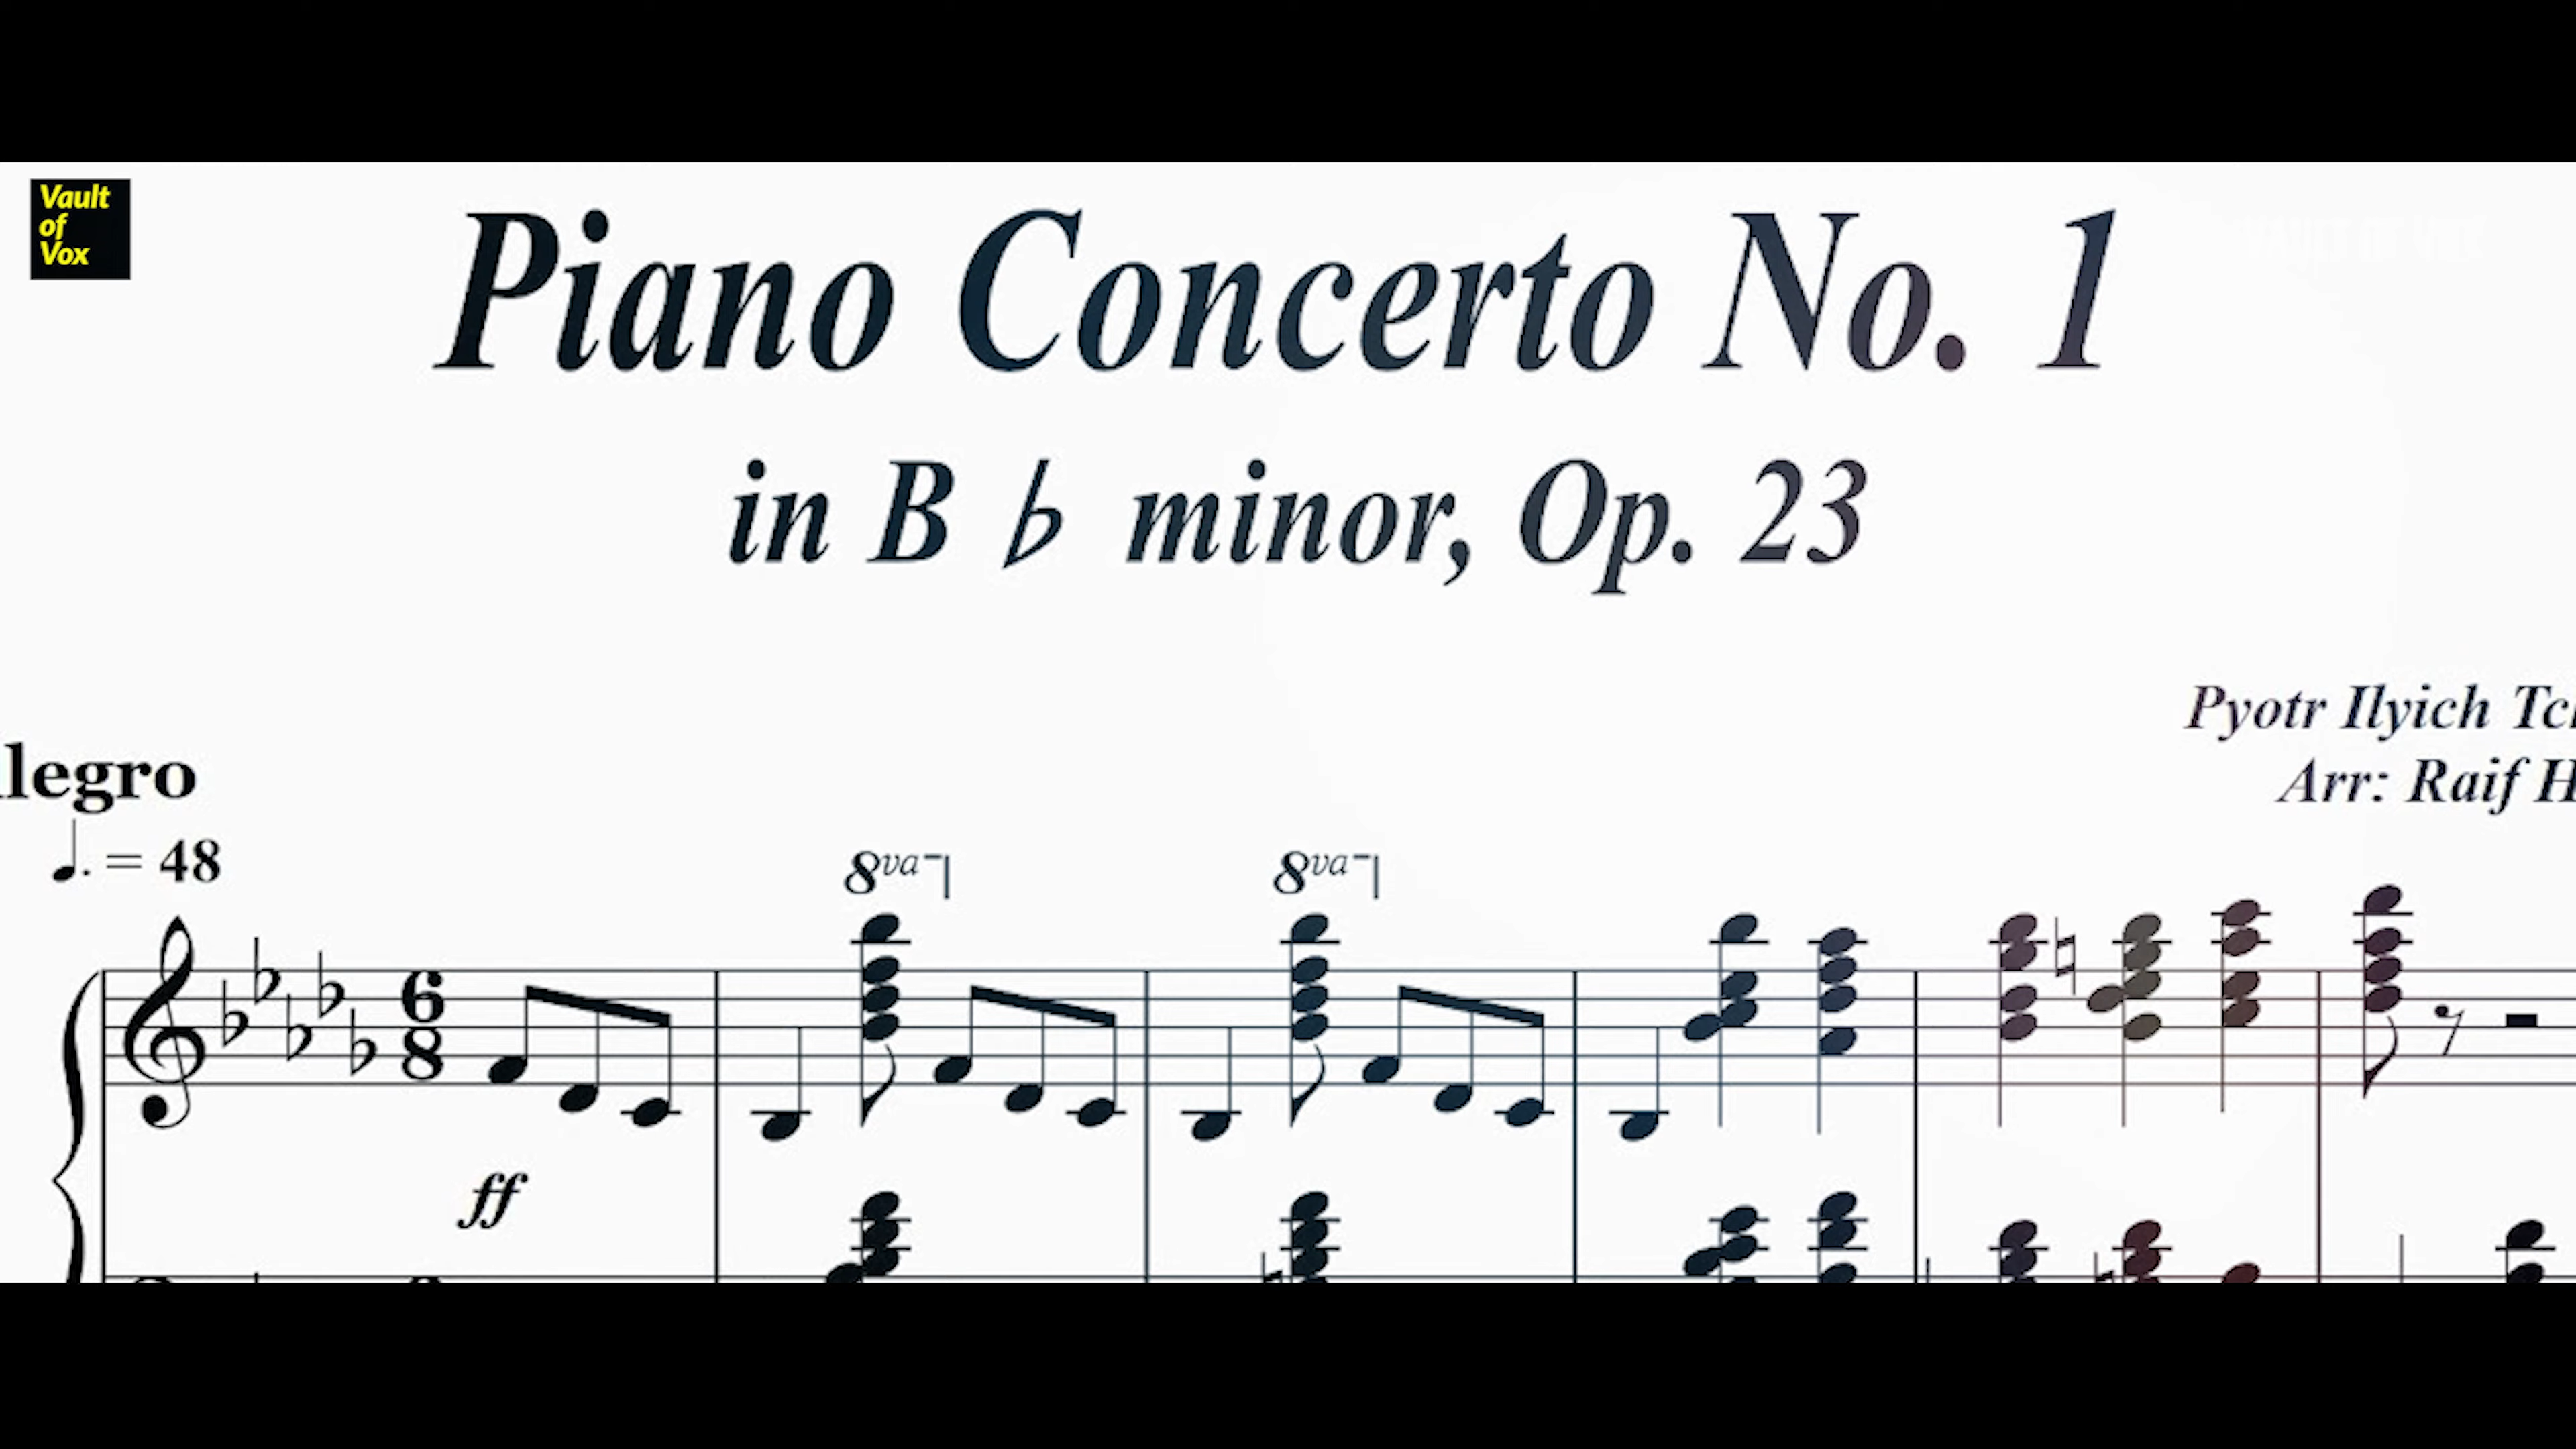 Vault
of
Vox
Piano Concerto No. 1
in B ♭ minor, Op. 23
Pyotr Ilyich Tc
Arr: Raif H
legro
♩. = 48
8va
8va
6
8
ff